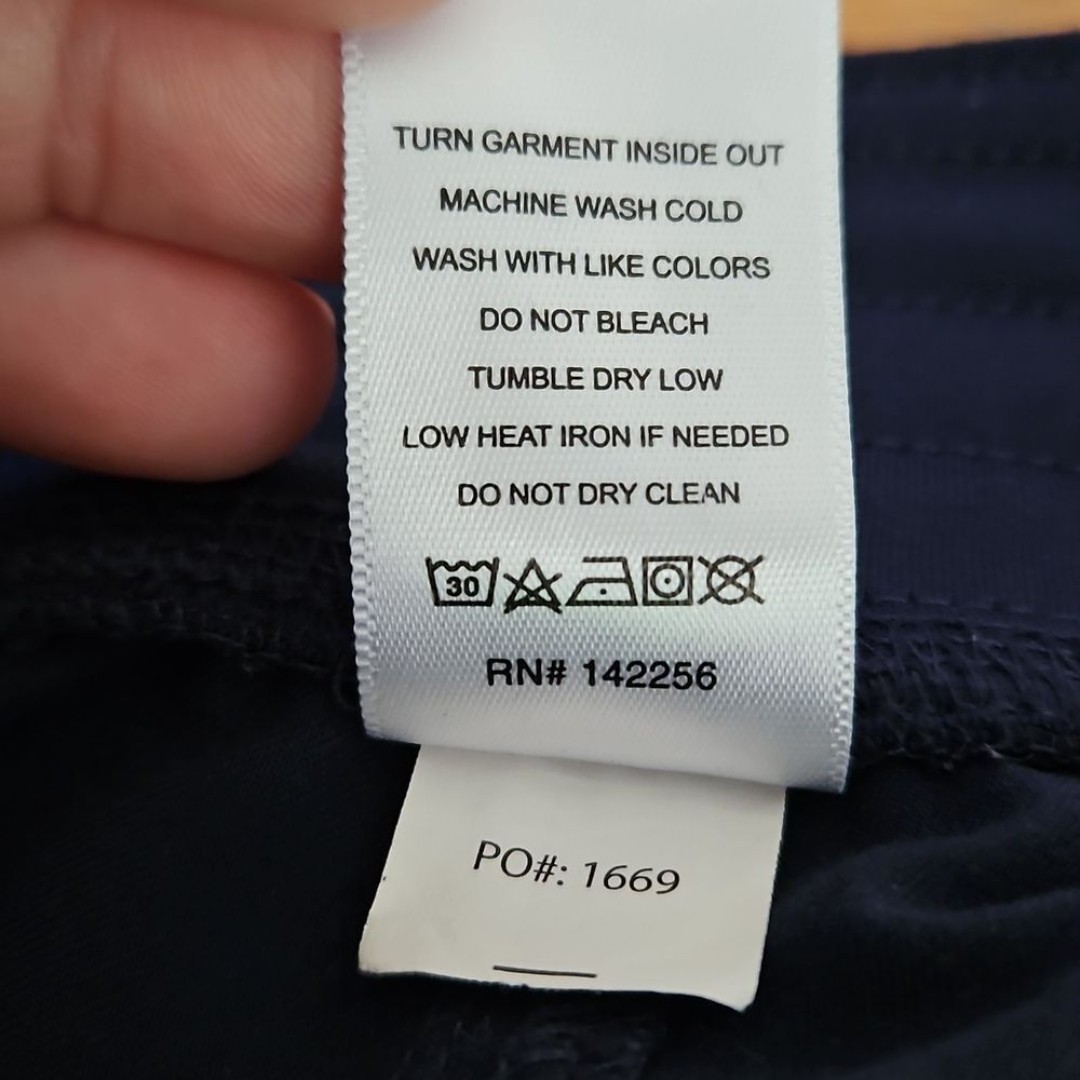 TURN GARMENT INSIDE OUT
MACHINE WASH COLD
WASH WITH LIKE COLORS
DO NOT BLEACH
TUMBLE DRY LOW
LOW HEAT IRON IF NEEDED
DO NOT DRY CLEAN
30
RN# 142256
PO#: 1669